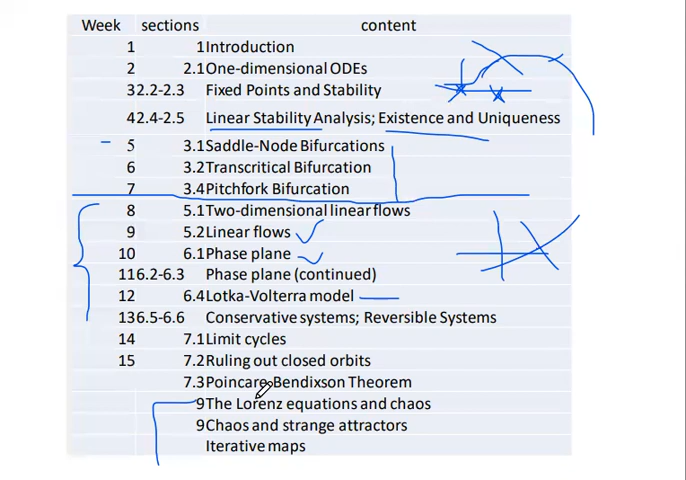 Week sections content
1 1 Introduction
2 2.1 One-dimensional ODEs
3 2.2-2.3 Fixed Points and Stability
4 2.4-2.5 Linear Stability Analysis; Existence and Uniqueness
5 3.1 Saddle-Node Bifurcations
6 3.2 Transcritical Bifurcation
7 3.4 Pitchfork Bifurcation
8 5.1 Two-dimensional linear flows
9 5.2 Linear flows
10 6.1 Phase plane
11 6.2-6.3 Phase plane (continued)
12 6.4 Lotka-Volterra model
13 6.5-6.6 Conservative systems; Reversible Systems
14 7.1 Limit cycles
15 7.2 Ruling out closed orbits
7.3 Poincare-Bendixson Theorem
9 The Lorenz equations and chaos
9 Chaos and strange attractors
Iterative maps